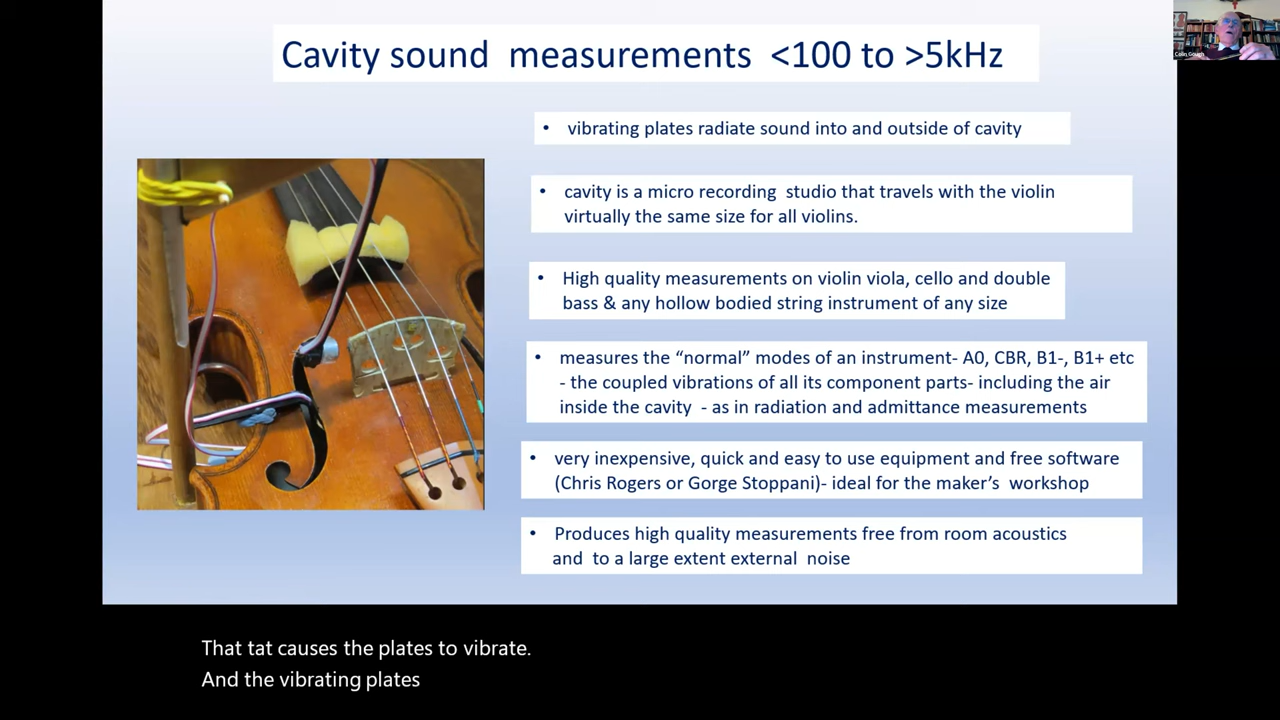 Cavity sound measurements <100 to >5kHz
Colin Gough
• vibrating plates radiate sound into and outside of cavity
• cavity is a micro recording studio that travels with the violin
virtually the same size for all violins.
• High quality measurements on violin viola, cello and double
bass & any hollow bodied string instrument of any size
• measures the “normal” modes of an instrument- A0, CBR, B1-, B1+ etc
- the coupled vibrations of all its component parts- including the air
inside the cavity - as in radiation and admittance measurements
• very inexpensive, quick and easy to use equipment and free software
(Chris Rogers or Gorge Stoppani)- ideal for the maker’s workshop
• Produces high quality measurements free from room acoustics
and to a large extent external noise
That tat causes the plates to vibrate.
And the vibrating plates